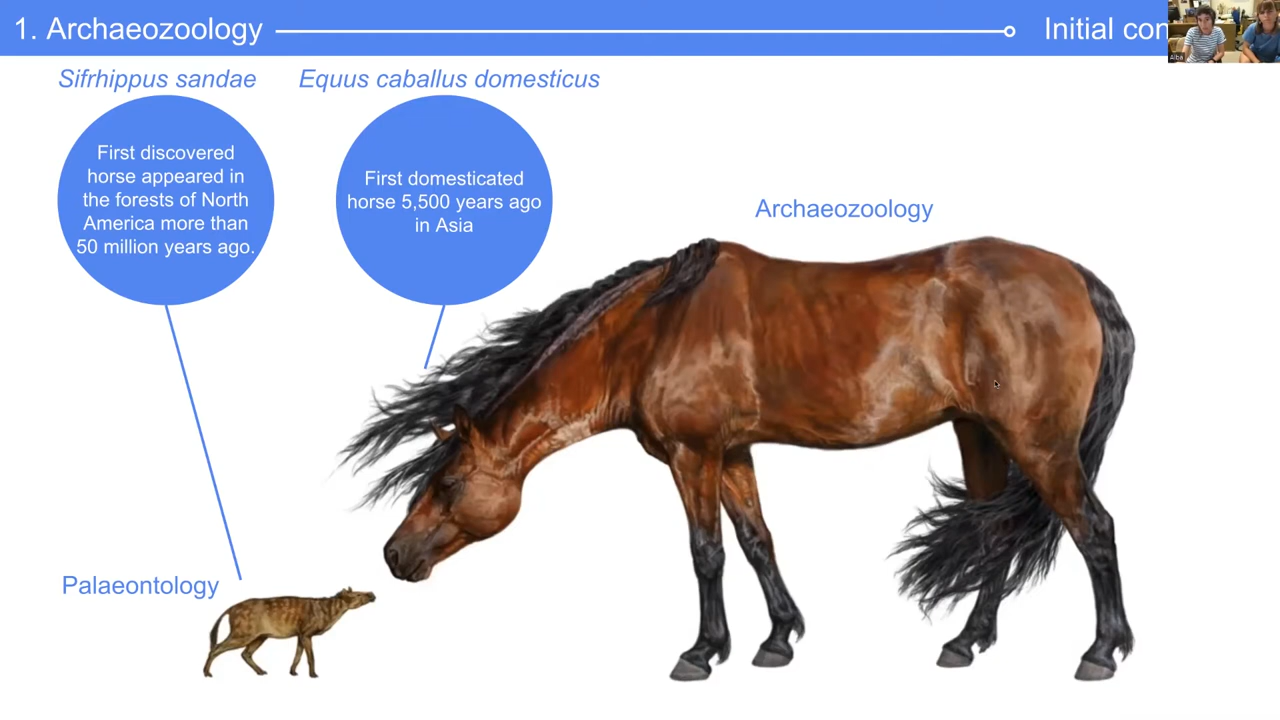 1. Archaeozoology
Initial
Sifrhippus sandae
Equus caballus domesticus
First discovered
horse appeared in
the forests of North
America more than
50 million years ago.
First domesticated
horse 5,500 years ago
in Asia
Archaeozoology
Palaeontology
Alba